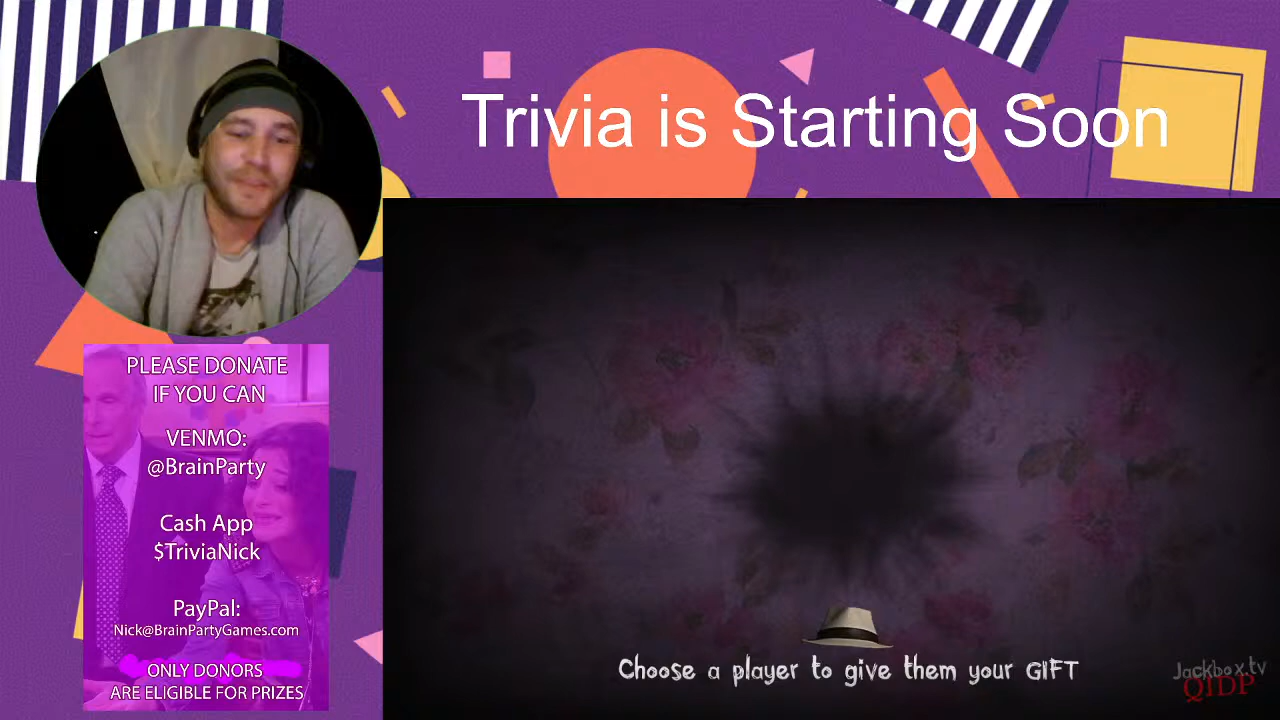 Trivia is Starting Soon
PLEASE DONATE
IF YOU CAN
VENMO:
@BrainParty
Cash App
$TriviaNick
PayPal:
Nick@BrainPartyGames.com
ONLY DONORS
ARE ELIGIBLE FOR PRIZES
Choose a player to give them your GIFT
Jackbox.tv
QIDP